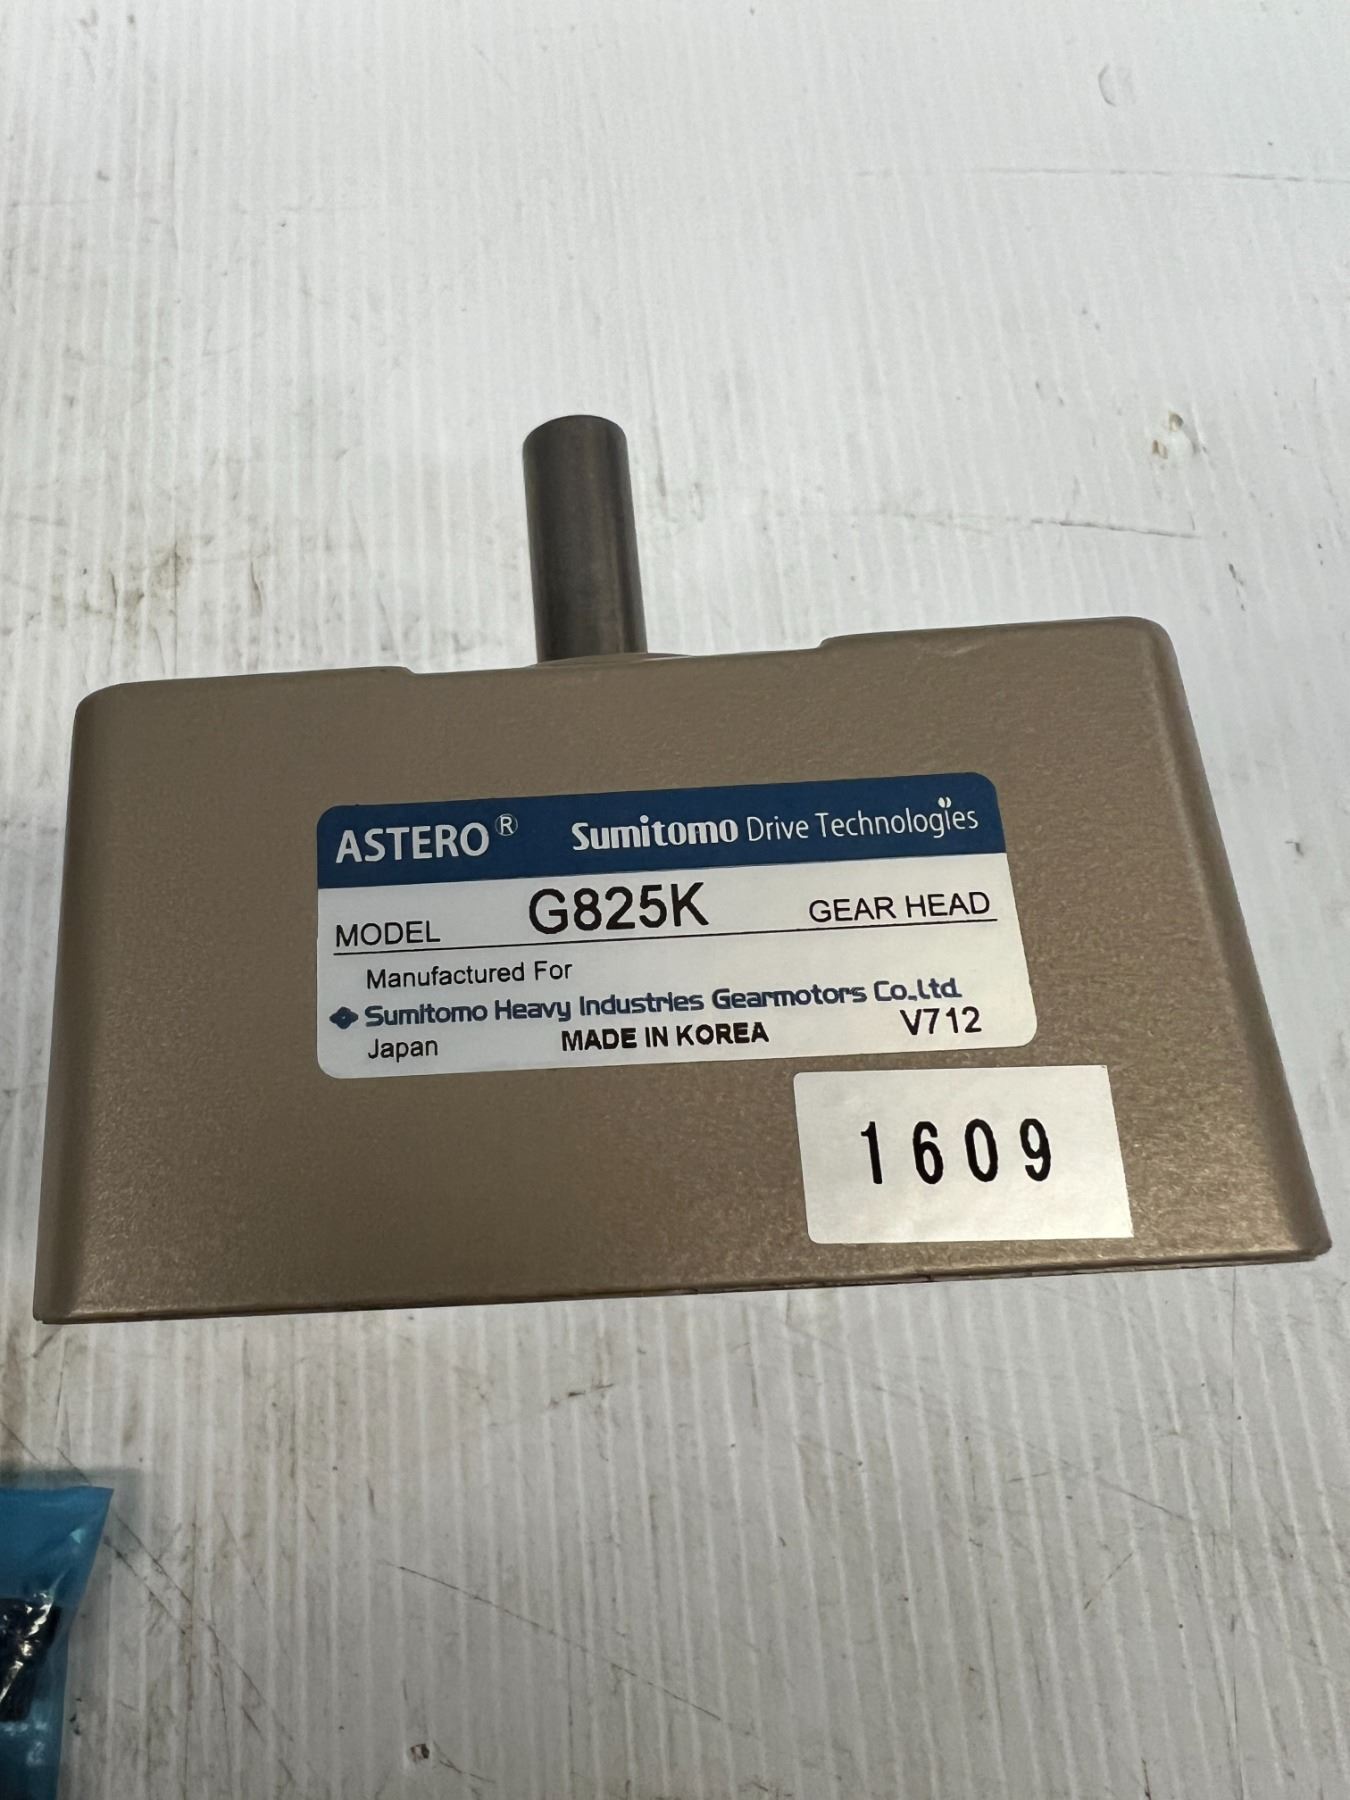 ASTERO® Sumitomo Drive Technologies
MODEL G825K GEAR HEAD
Manufactured For
Sumitomo Heavy Industries Gearmotors Co.,Ltd.
Japan MADE IN KOREA V712
1609